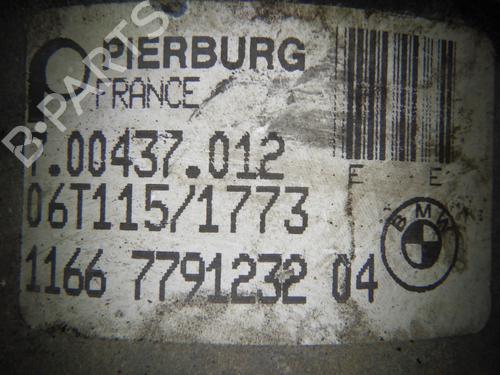 PIERBURG
FRANCE
7.00437.012
E E
06T115/1773
BMW
1166 7791232 04
B-PARTS